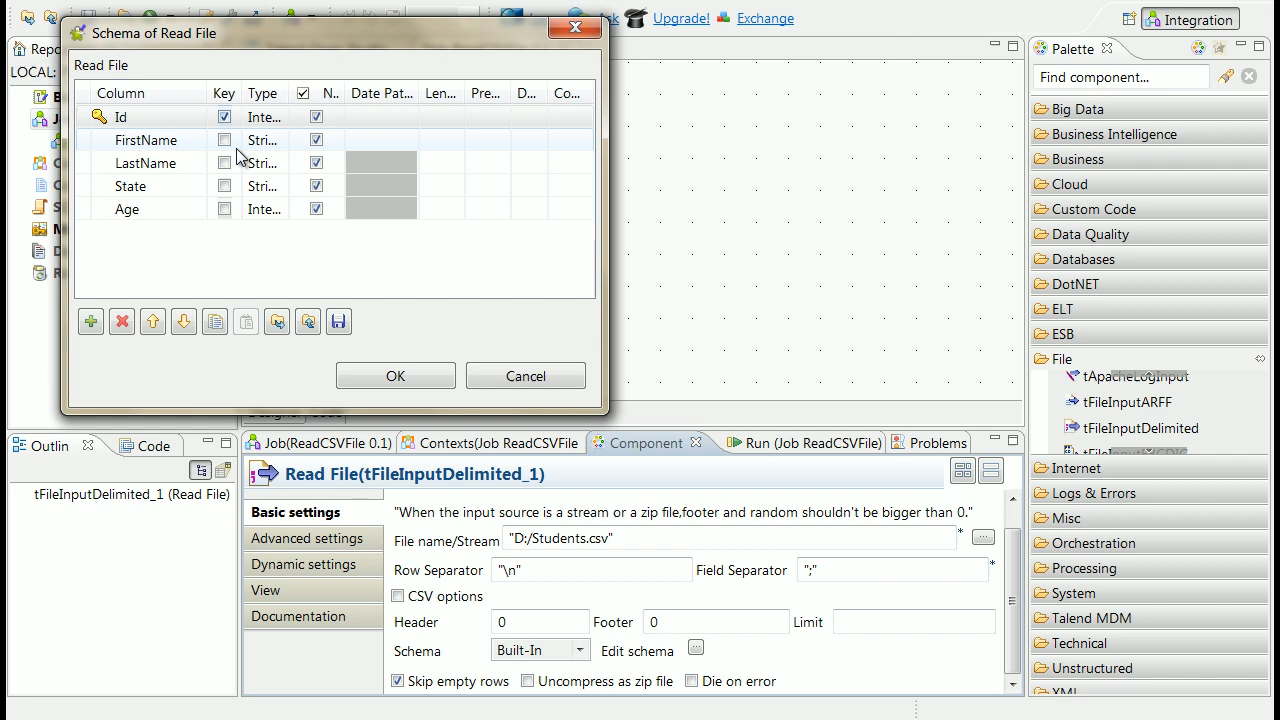 Schema of Read File
Upgrade!
Exchange
Integration
Read File
Column Key Type N.. Date Pat... Len... Pre... D... Co...
Id Inte...
FirstName Stri...
LastName Stri...
State Stri...
Age Inte...
OK
Cancel
LOCAL:
Palette
Find component...
Big Data
Business Intelligence
Business
Cloud
Custom Code
Data Quality
Databases
DotNET
ELT
ESB
File
tApacheLogInput
tFileInputARFF
tFileInputDelimited
Internet
Logs & Errors
Misc
Orchestration
Processing
System
Talend MDM
Technical
Unstructured
XML
Outlin
Code
tFileInputDelimited_1 (Read File)
Job(ReadCSVFile 0.1)
Contexts(Job ReadCSVFile
Component
Run (Job ReadCSVFile)
Problems
Read File(tFileInputDelimited_1)
Basic settings
Advanced settings
Dynamic settings
View
Documentation
"When the input source is a stream or a zip file,footer and random shouldn't be bigger than 0."
File name/Stream "D:/Students.csv" * ...
Row Separator "\n" Field Separator ";" *
CSV options
Header 0 Footer 0 Limit
Schema Built-In Edit schema ...
Skip empty rows Uncompress as zip file Die on error